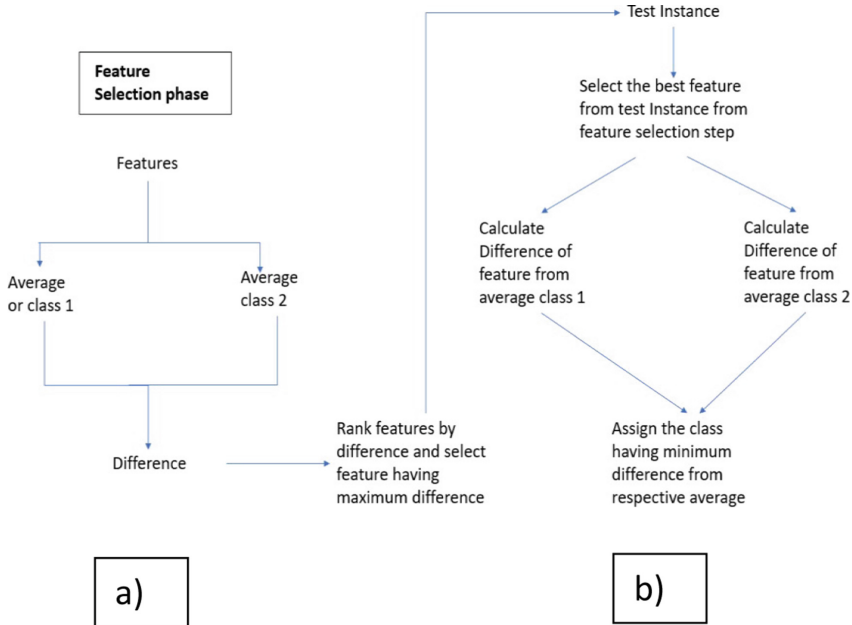 Feature
Selection phase
Features
Average
or class 1
Average
class 2
Difference
Rank features by
difference and select
feature having
maximum difference
a)
Test Instance
Select the best feature
from test Instance from
feature selection step
Calculate
Difference of
feature from
average class 1
Calculate
Difference of
feature from
average class 2
Assign the class
having minimum
difference from
respective average
b)